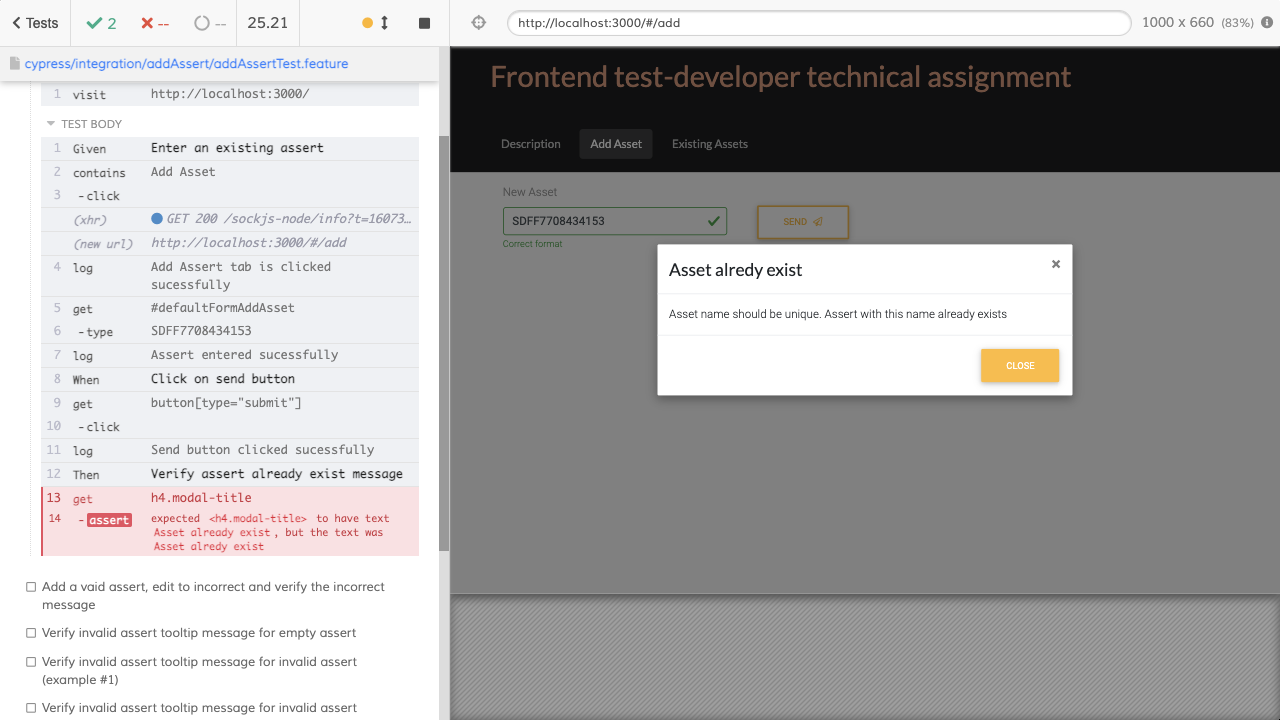 Tests
2
--
--
25.21
http://localhost:3000/#/add
1000 x 660 (83%)
cypress/integration/addAssert/addAssertTest.feature
1 visit http://localhost:3000/
TEST BODY
1 Given Enter an existing assert
2 contains Add Asset
3 -click
(xhr) GET 200 /sockjs-node/info?t=16073…
(new url) http://localhost:3000/#/add
4 log Add Assert tab is clicked
sucessfully
5 get #defaultFormAddAsset
6 -type SDFF7708434153
7 log Assert entered sucessfully
8 When Click on send button
9 get button[type="submit"]
10 -click
11 log Send button clicked sucessfully
12 Then Verify assert already exist message
13 get h4.modal-title
14 -assert expected <h4.modal-title> to have text
Asset already exist, but the text was
Asset alredy exist
Add a vaid assert, edit to incorrect and verify the incorrect
message
Verify invalid assert tooltip message for empty assert
Verify invalid assert tooltip message for invalid assert
(example #1)
Verify invalid assert tooltip message for invalid assert
Frontend test-developer technical assignment
Description
Add Asset
Existing Assets
New Asset
SDFF7708434153
SEND
Correct format
Asset alredy exist
×
Asset name should be unique. Assert with this name already exists
CLOSE